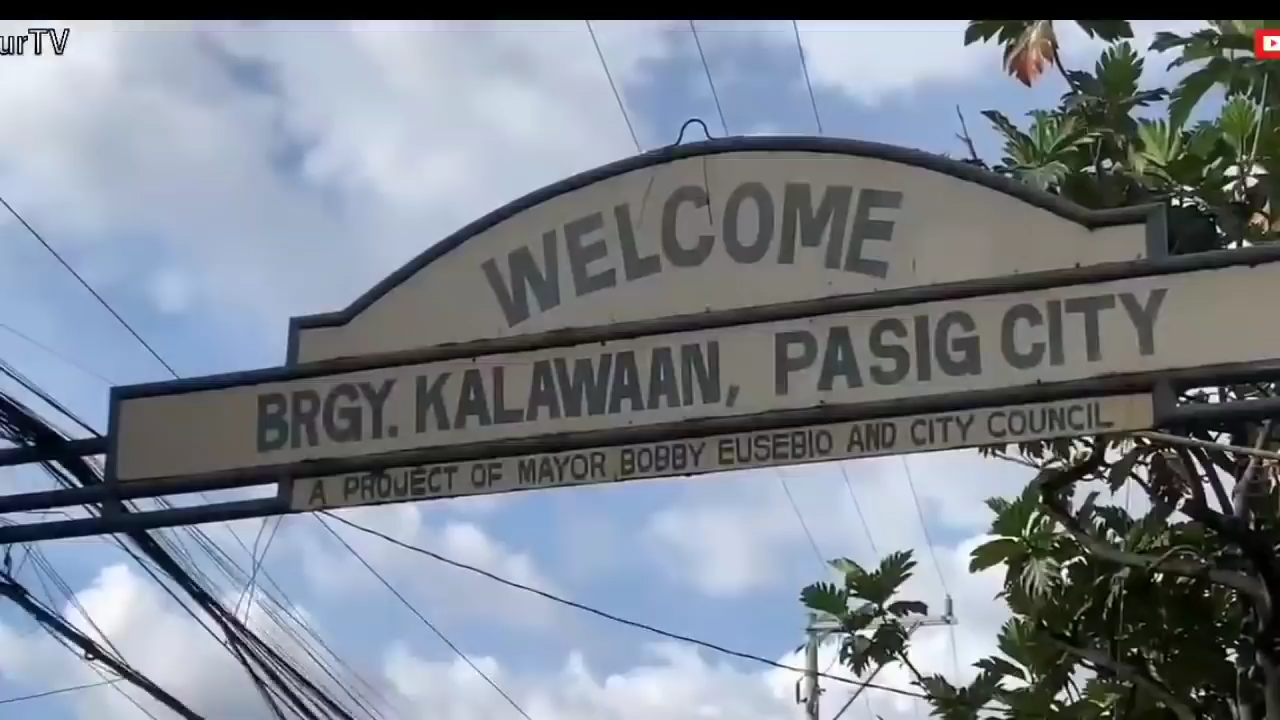 urTV
WELCOME
BRGY. KALAWAAN, PASIG CITY
A PROJECT OF MAYOR BOBBY EUSEBIO AND CITY COUNCIL